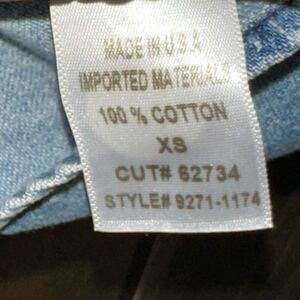 MADE IN U.S.A
IMPORTED MATERIALS
100 % COTTON
XS
CUT# 62734
STYLE# 9271-1174